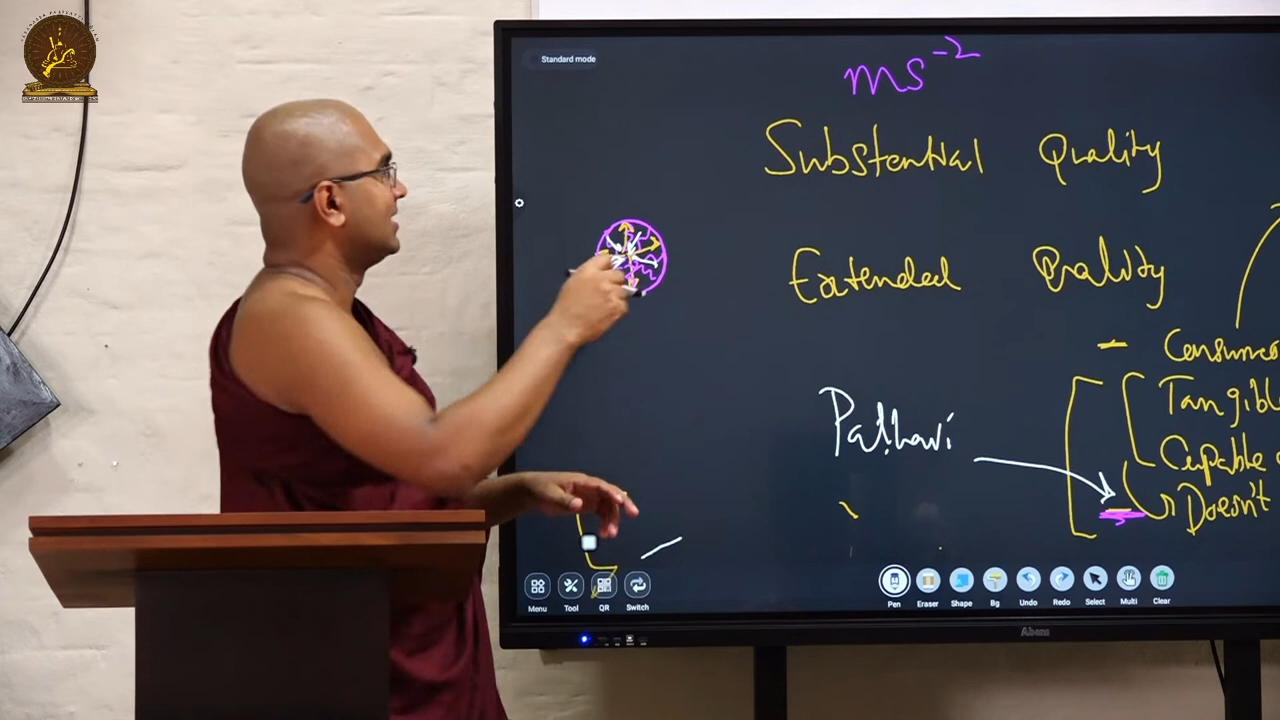 Standard mode
ms⁻²
Substential Quality
Extended Quality
- Consume
Tangible
Pathavi
Capable
Doesn't
Menu Tool QR Switch
Pen Eraser Shape Bg Undo Redo Select Multi Clear